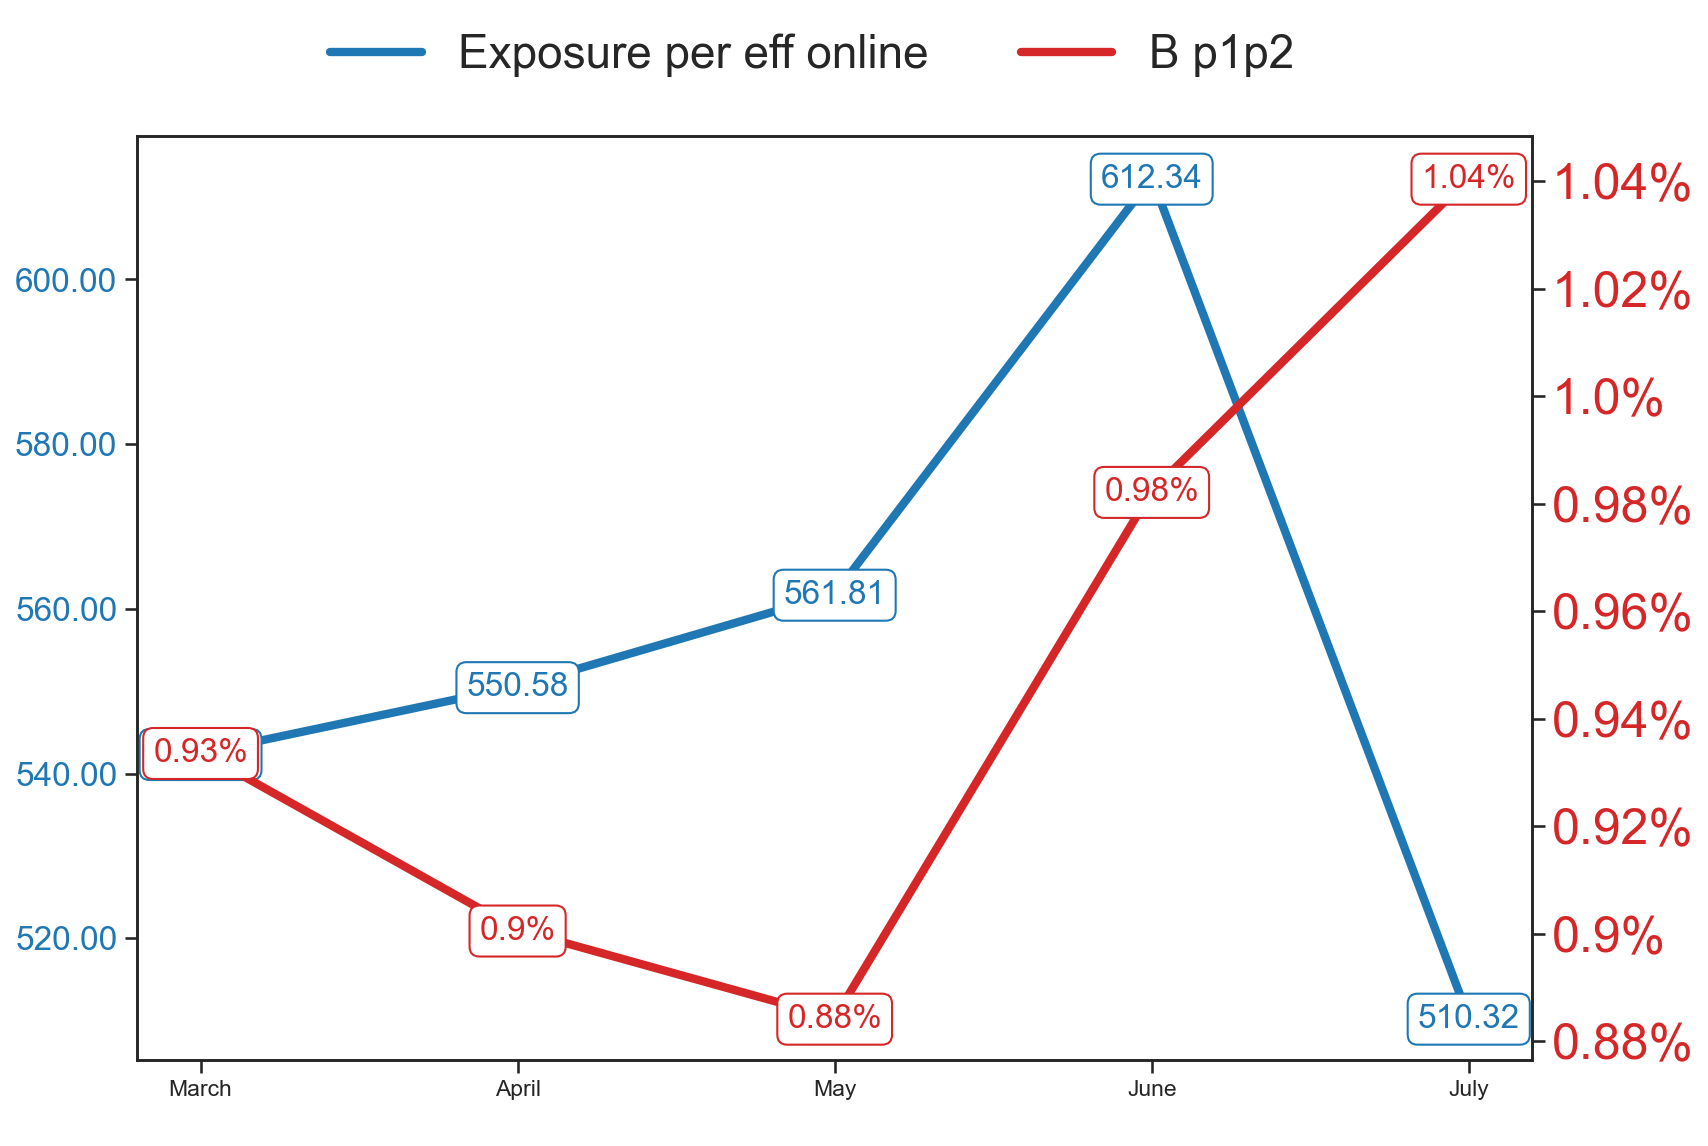 Exposure per eff online B p1p2
612.34 1.04% 1.04%
600.00 1.02%
1.0%
580.00 0.98% 0.98%
561.81
560.00 0.96%
550.58
0.94%
0.93%
540.00
0.92%
520.00 0.9% 0.9%
0.88% 510.32
0.88%
March April May June July